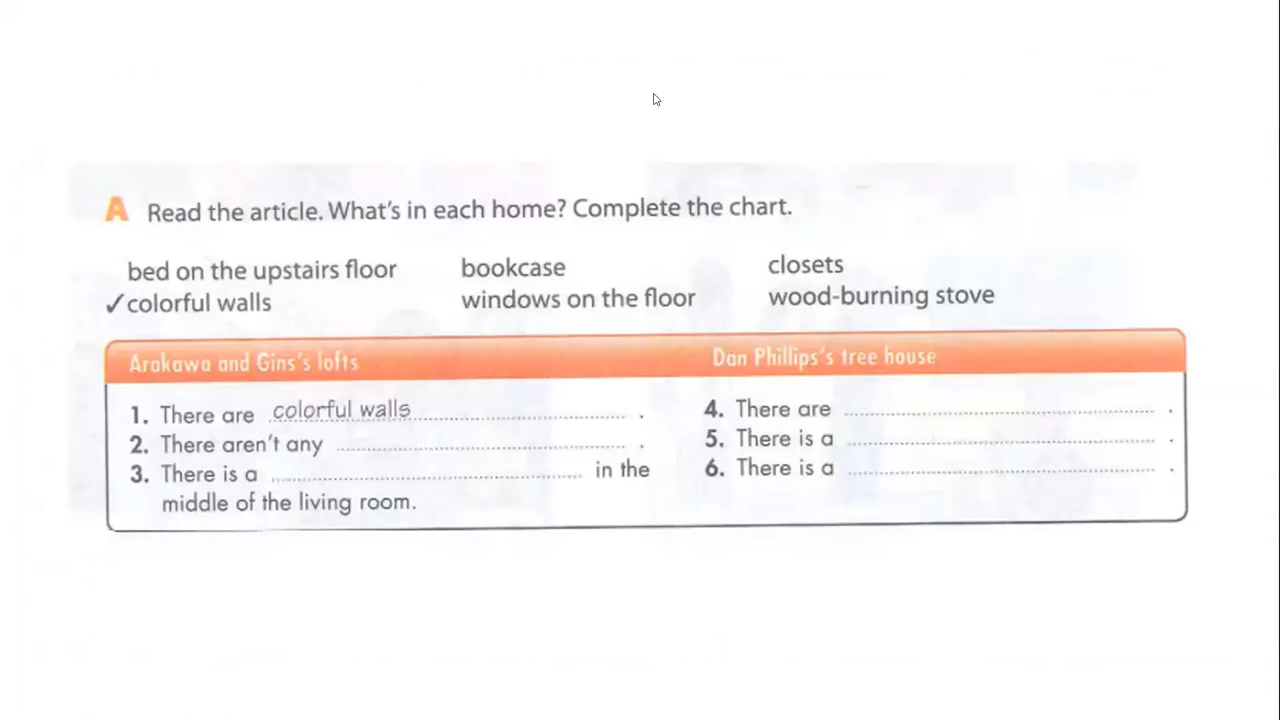 A Read the article. What's in each home? Complete the chart.
bed on the upstairs floor bookcase closets
✓colorful walls windows on the floor wood-burning stove
Arakawa and Gins's lofts Dan Phillips's tree house
1. There are colorful walls. 4. There are .
2. There aren't any . 5. There is a .
3. There is a in the 6. There is a .
middle of the living room.